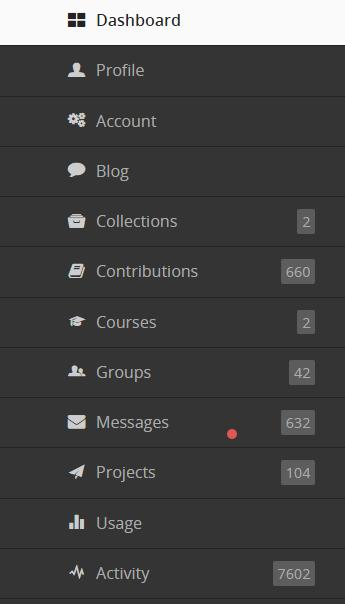 Dashboard
Profile
Account
Blog
Collections 2
Contributions 660
Courses 2
Groups 42
Messages 632
Projects 104
Usage
Activity 7602